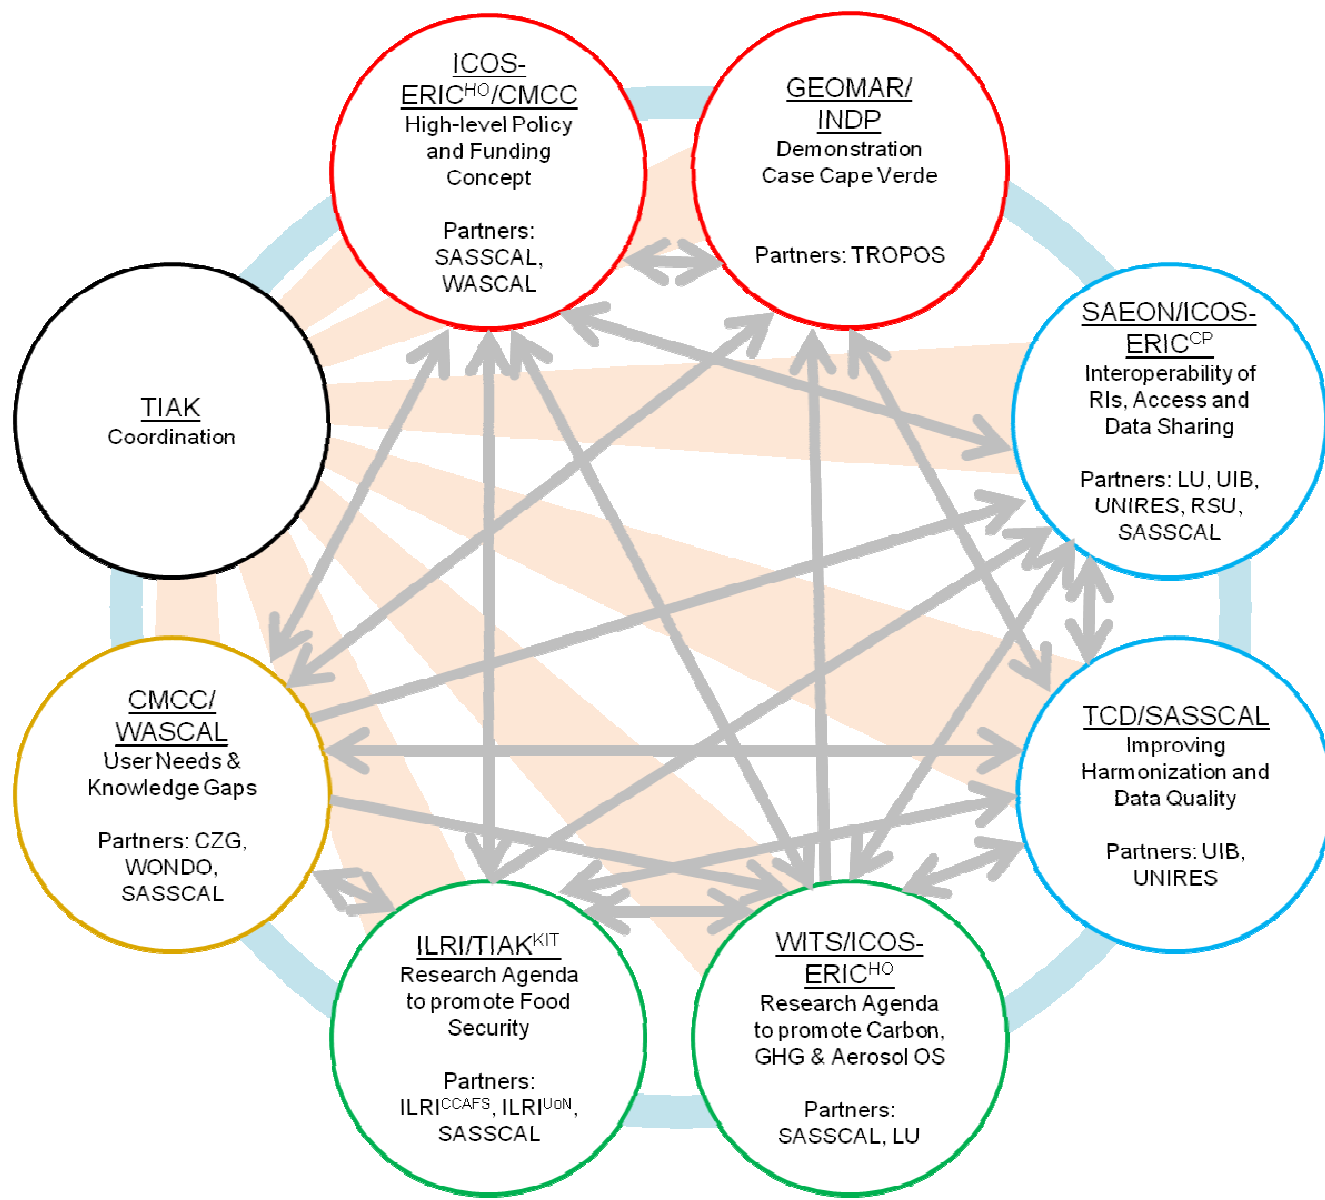 ICOS-
ERICᴴᴼ/CMCC
High-level Policy
and Funding
Concept
Partners:
SASSCAL,
WASCAL
GEOMAR/
INDP
Demonstration
Case Cape Verde
Partners: TROPOS
SAEON/ICOS-
ERICᶜᴾ
Interoperability of
RIs, Access and
Data Sharing
Partners: LU, UIB,
UNIRES, RSU,
SASSCAL
TIAK
Coordination
CMCC/
WASCAL
User Needs &
Knowledge Gaps
Partners: CZG,
WONDO,
SASSCAL
TCD/SASSCAL
Improving
Harmonization and
Data Quality
Partners: UIB,
UNIRES
ILRI/TIAKᴷᴵᵀ
Research Agenda
to promote Food
Security
Partners:
ILRI^CCAFS, ILRI^UoN,
SASSCAL
WITS/ICOS-
ERICᴴᴼ
Research Agenda
to promote Carbon,
GHG & Aerosol OS
Partners:
SASSCAL, LU